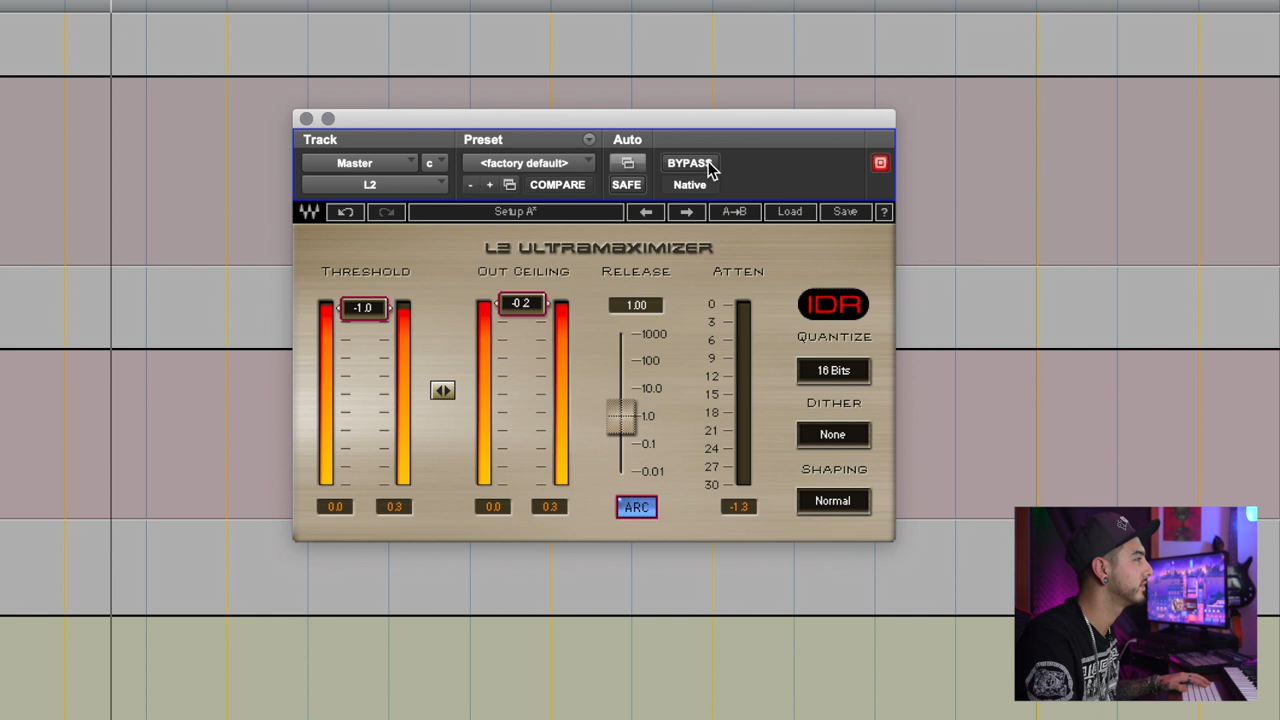 Track Preset Auto
Master c <factory default> BYPASS
L2 - + COMPARE SAFE Native
Setup A* A→B Load Save ?
L2 ULTRAMAXIMIZER
THRESHOLD OUT CEILING RELEASE ATTEN
-1.0 -0.2 1.00
IDR
QUANTIZE
16 Bits
DITHER
None
SHAPING
Normal
1000
100
10.0
1.0
0.1
0.01
0
3
6
9
12
15
18
21
24
27
30
0.0 0.3 0.0 0.3 ARC -1.3